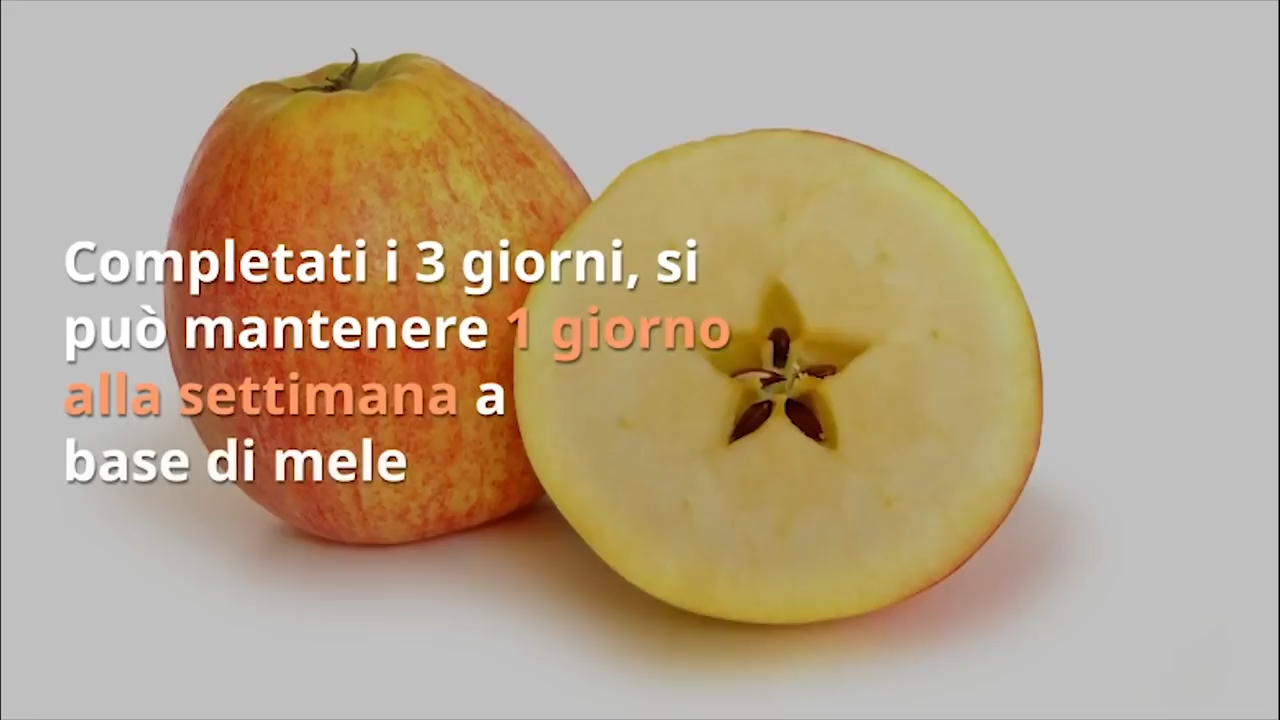 Completati i 3 giorni, si
può mantenere 1 giorno
alla settimana a
base di mele